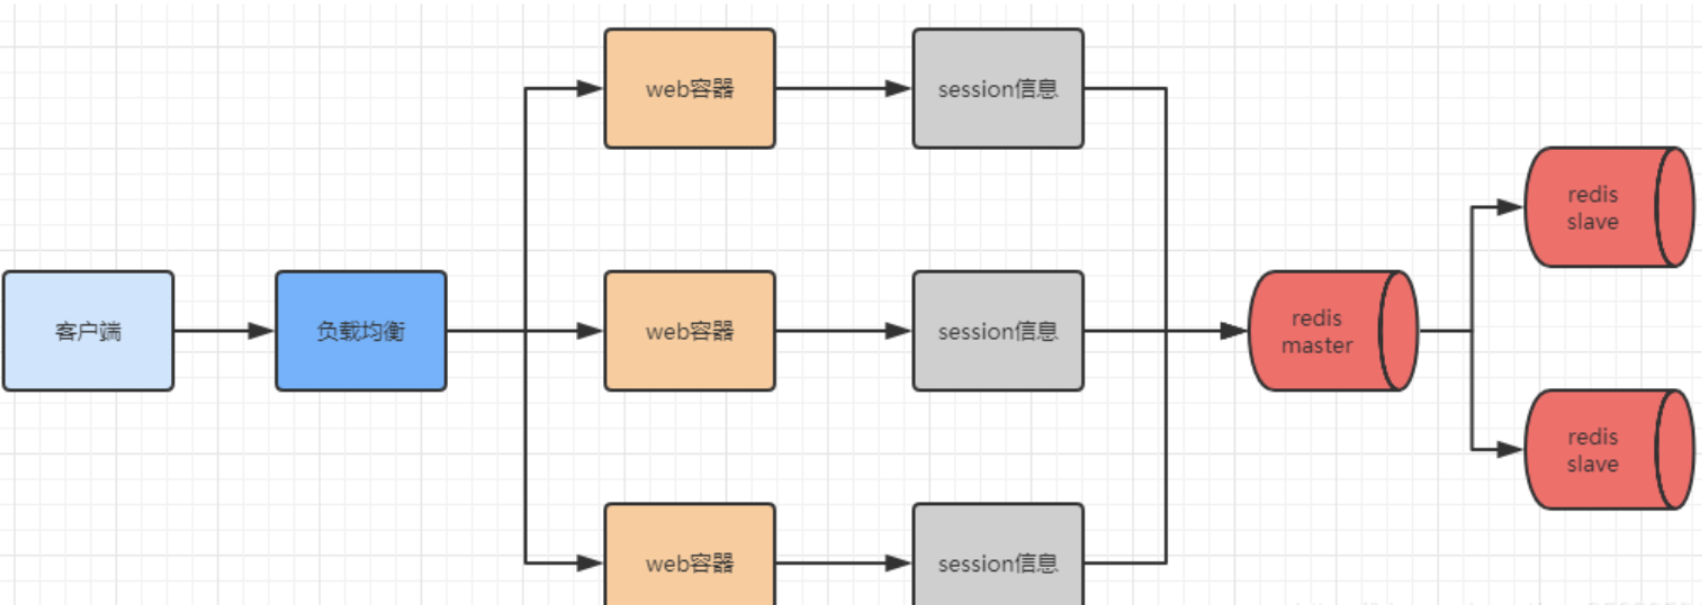 web容器
session信息
redis
slave
客户端
负载均衡
web容器
session信息
redis
master
redis
slave
web容器
session信息